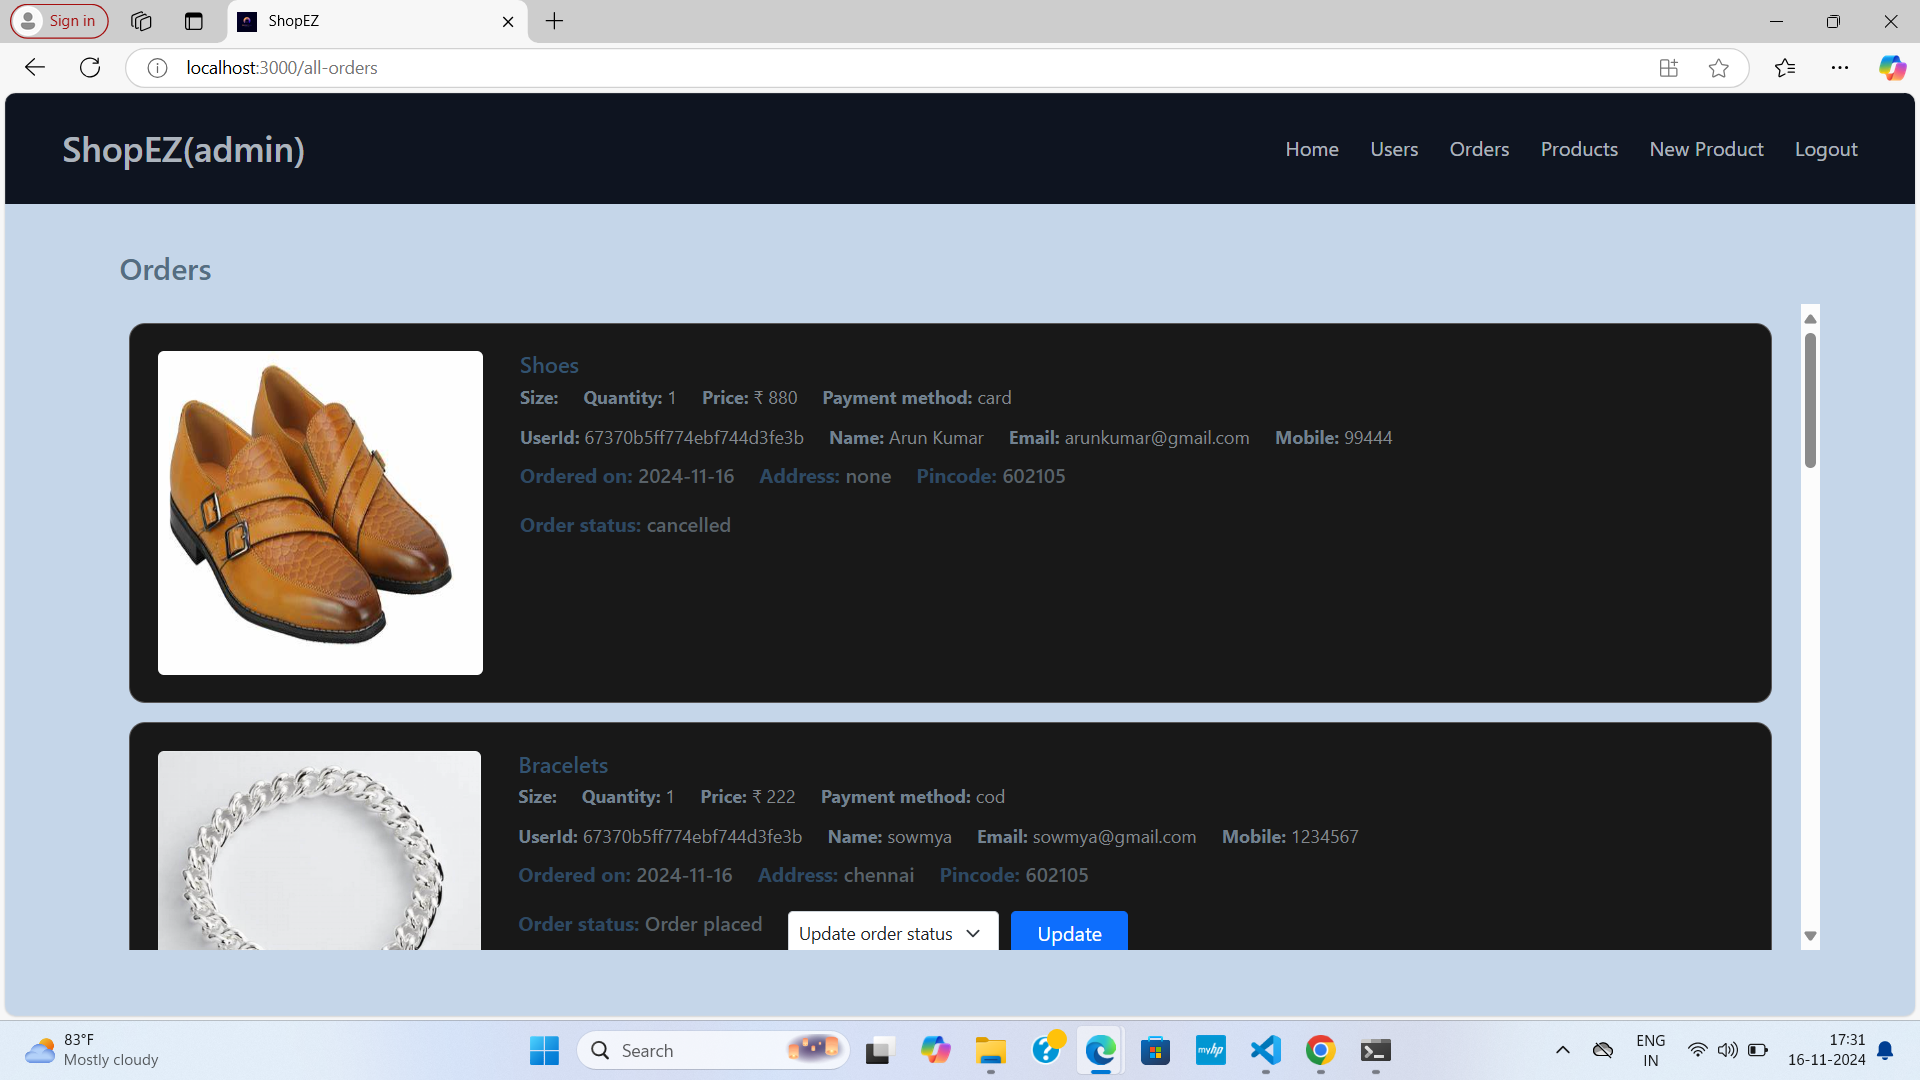 Sign in
ShopEZ
localhost:3000/all-orders
ShopEZ(admin)
Home Users Orders Products New Product Logout
Orders
Shoes
Size: Quantity: 1 Price: ₹ 880 Payment method: card
UserId: 67370b5ff774ebf744d3fe3b Name: Arun Kumar Email: arunkumar@gmail.com Mobile: 99444
Ordered on: 2024-11-16 Address: none Pincode: 602105
Order status: cancelled
Bracelets
Size: Quantity: 1 Price: ₹ 222 Payment method: cod
UserId: 67370b5ff774ebf744d3fe3b Name: sowmya Email: sowmya@gmail.com Mobile: 1234567
Ordered on: 2024-11-16 Address: chennai Pincode: 602105
Order status: Order placed Update order status Update
83°F
Mostly cloudy
Search
myhp
ENG
IN
17:31
16-11-2024